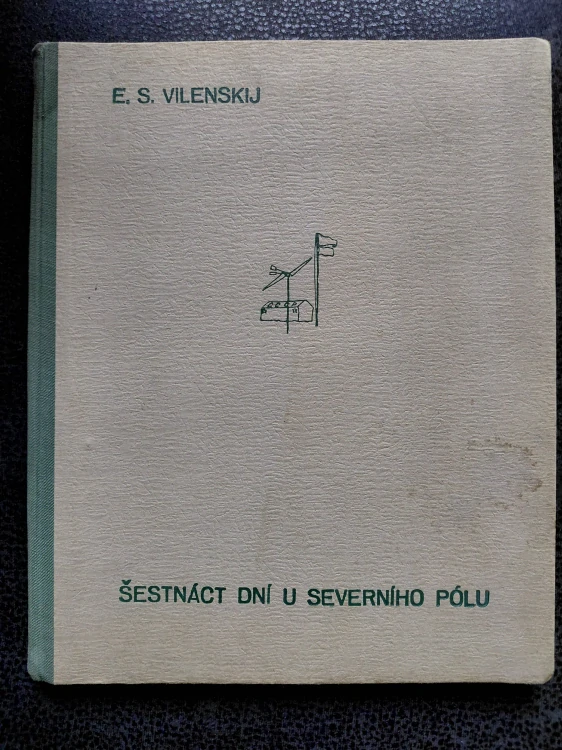 E. S. VILENSKIJ
ŠESTNÁCT DNÍ U SEVERNÍHO PÓLU